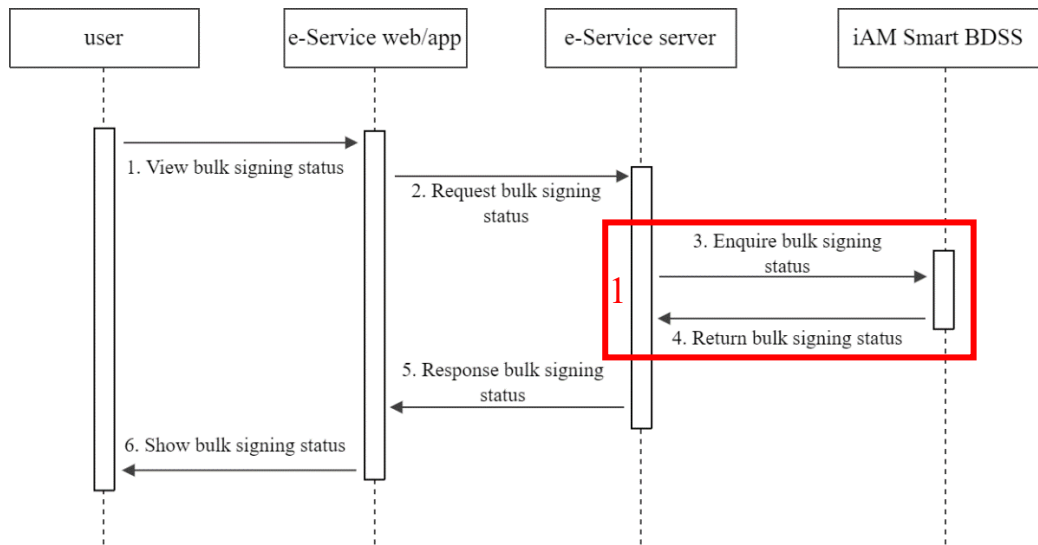 user
e-Service web/app
e-Service server
iAM Smart BDSS
1. View bulk signing status
2. Request bulk signing
status
3. Enquire bulk signing
status
1
4. Return bulk signing status
5. Response bulk signing
status
6. Show bulk signing status